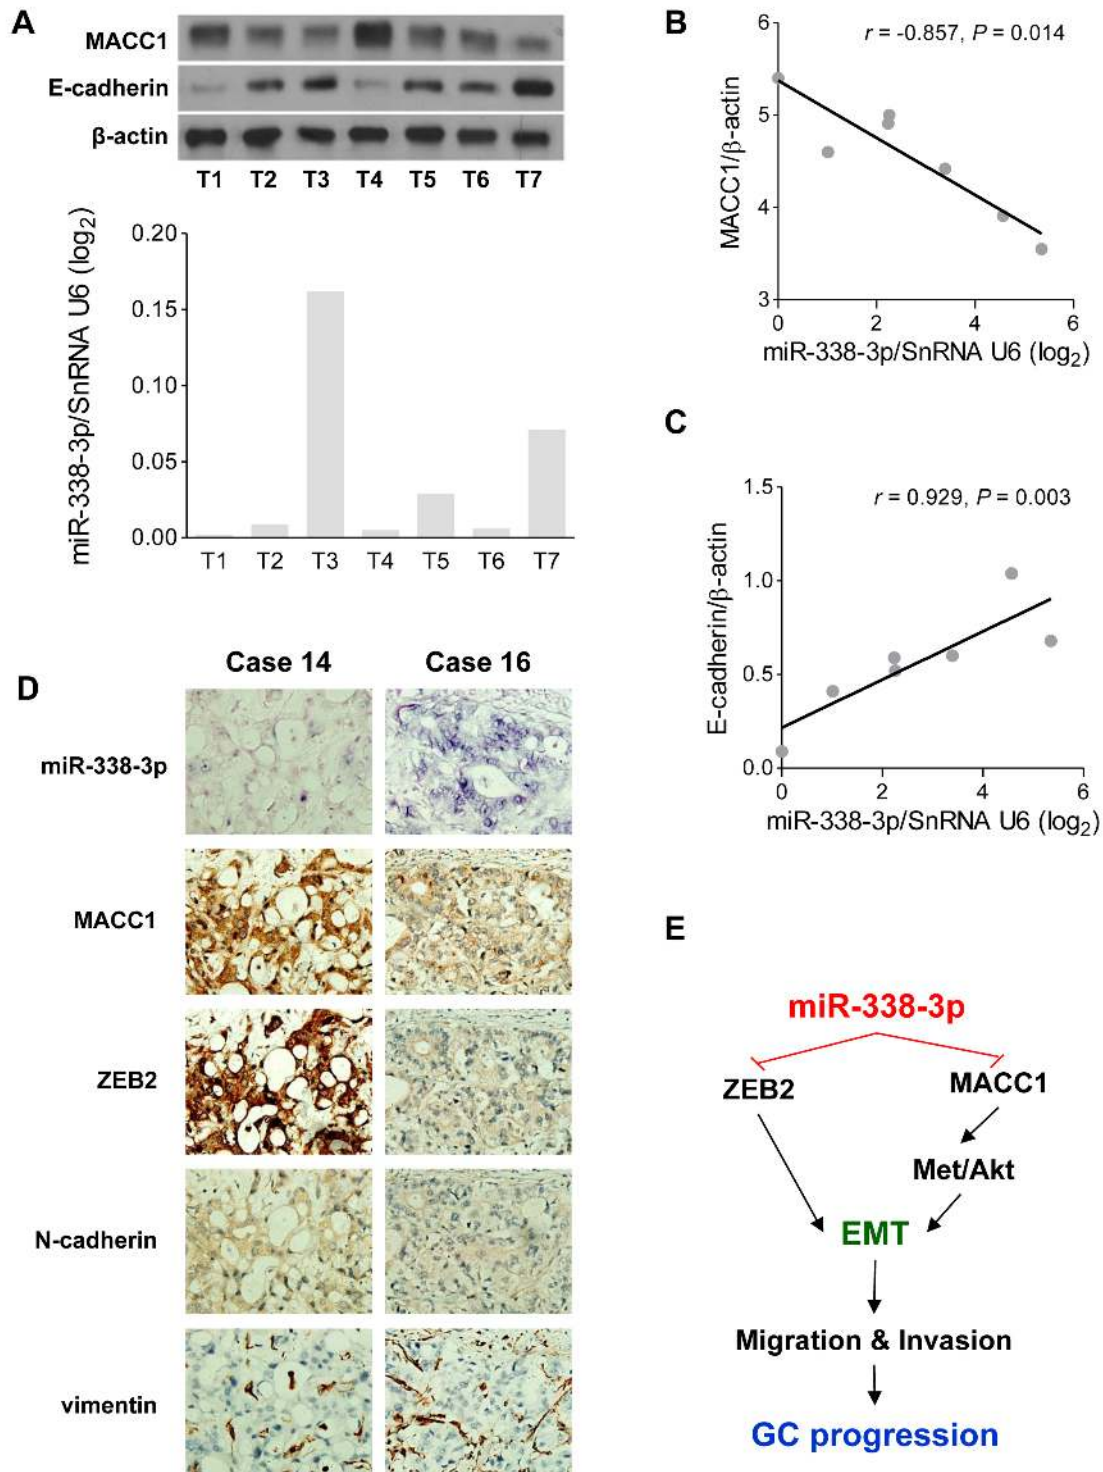 A
MACC1
E-cadherin
β-actin
T1 T2 T3 T4 T5 T6 T7
miR-338-3p/SnRNA U6 (log2)
0.20
0.15
0.10
0.05
0.00
T1 T2 T3 T4 T5 T6 T7
B
r = -0.857, P = 0.014
MACC1/β-actin
6
5
4
3
0 2 4 6
miR-338-3p/SnRNA U6 (log2)
C
r = 0.929, P = 0.003
E-cadherin/β-actin
1.5
1.0
0.5
0.0
0 2 4 6
miR-338-3p/SnRNA U6 (log2)
D
Case 14 Case 16
miR-338-3p
MACC1
ZEB2
N-cadherin
vimentin
E
miR-338-3p
ZEB2 MACC1
Met/Akt
EMT
Migration & Invasion
GC progression